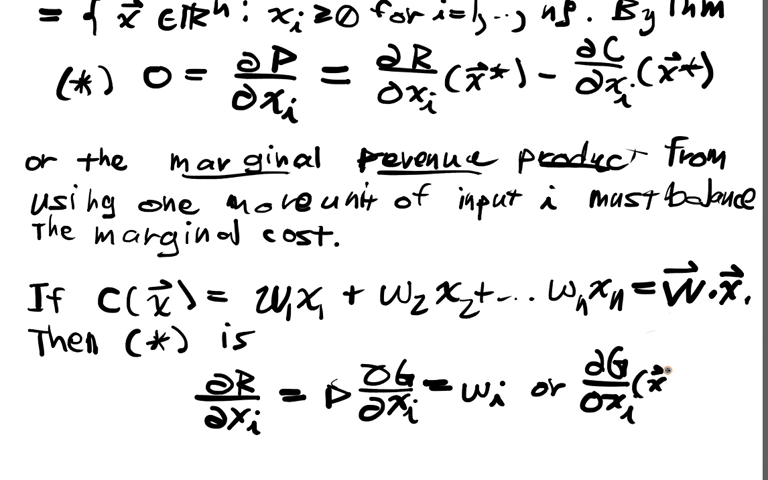 = { x⃗ ∈ ℝⁿ : xᵢ ≥ 0 for i=1,..., n}. By Thm
(*) 0 = ∂P/∂xᵢ = ∂R/∂xᵢ (x⃗*) - ∂C/∂xᵢ (x⃗*)
or the marginal revenue product from
using one more unit of input i must balance
The marginal cost.
If C(x⃗) = w₁x₁ + w₂x₂+... wₙxₙ = w⃗·x⃗.
Then (*) is
∂R/∂xᵢ = p ∂G/∂xᵢ = wᵢ or ∂G/∂xᵢ (x⃗